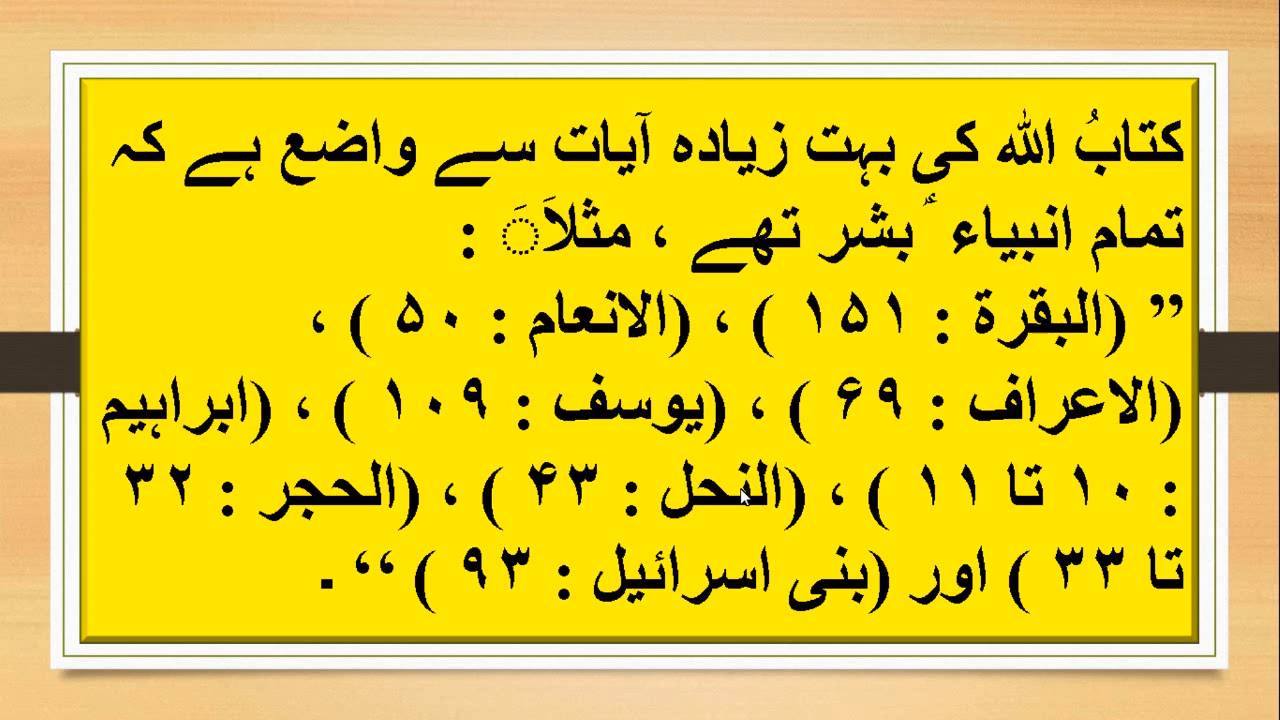 کتابُ اللہ کی بہت زیادہ آیات سے واضع ہے کہ
تمام انبیاء ؑ بشر تھے ، مثلاََ :
” (البقرۃ : ۱۵۱ ) ، (الانعام : ۵۰ ) ،
(الاعراف : ۶۹ ) ، (یوسف : ۱۰۹ ) ، (ابراہیم
: ۱۰ تا ۱۱ ) ، (النحل : ۴۳ ) ، (الحجر : ۳۲
تا ۳۳ ) اور (بنی اسرائیل : ۹۳ ) “ .